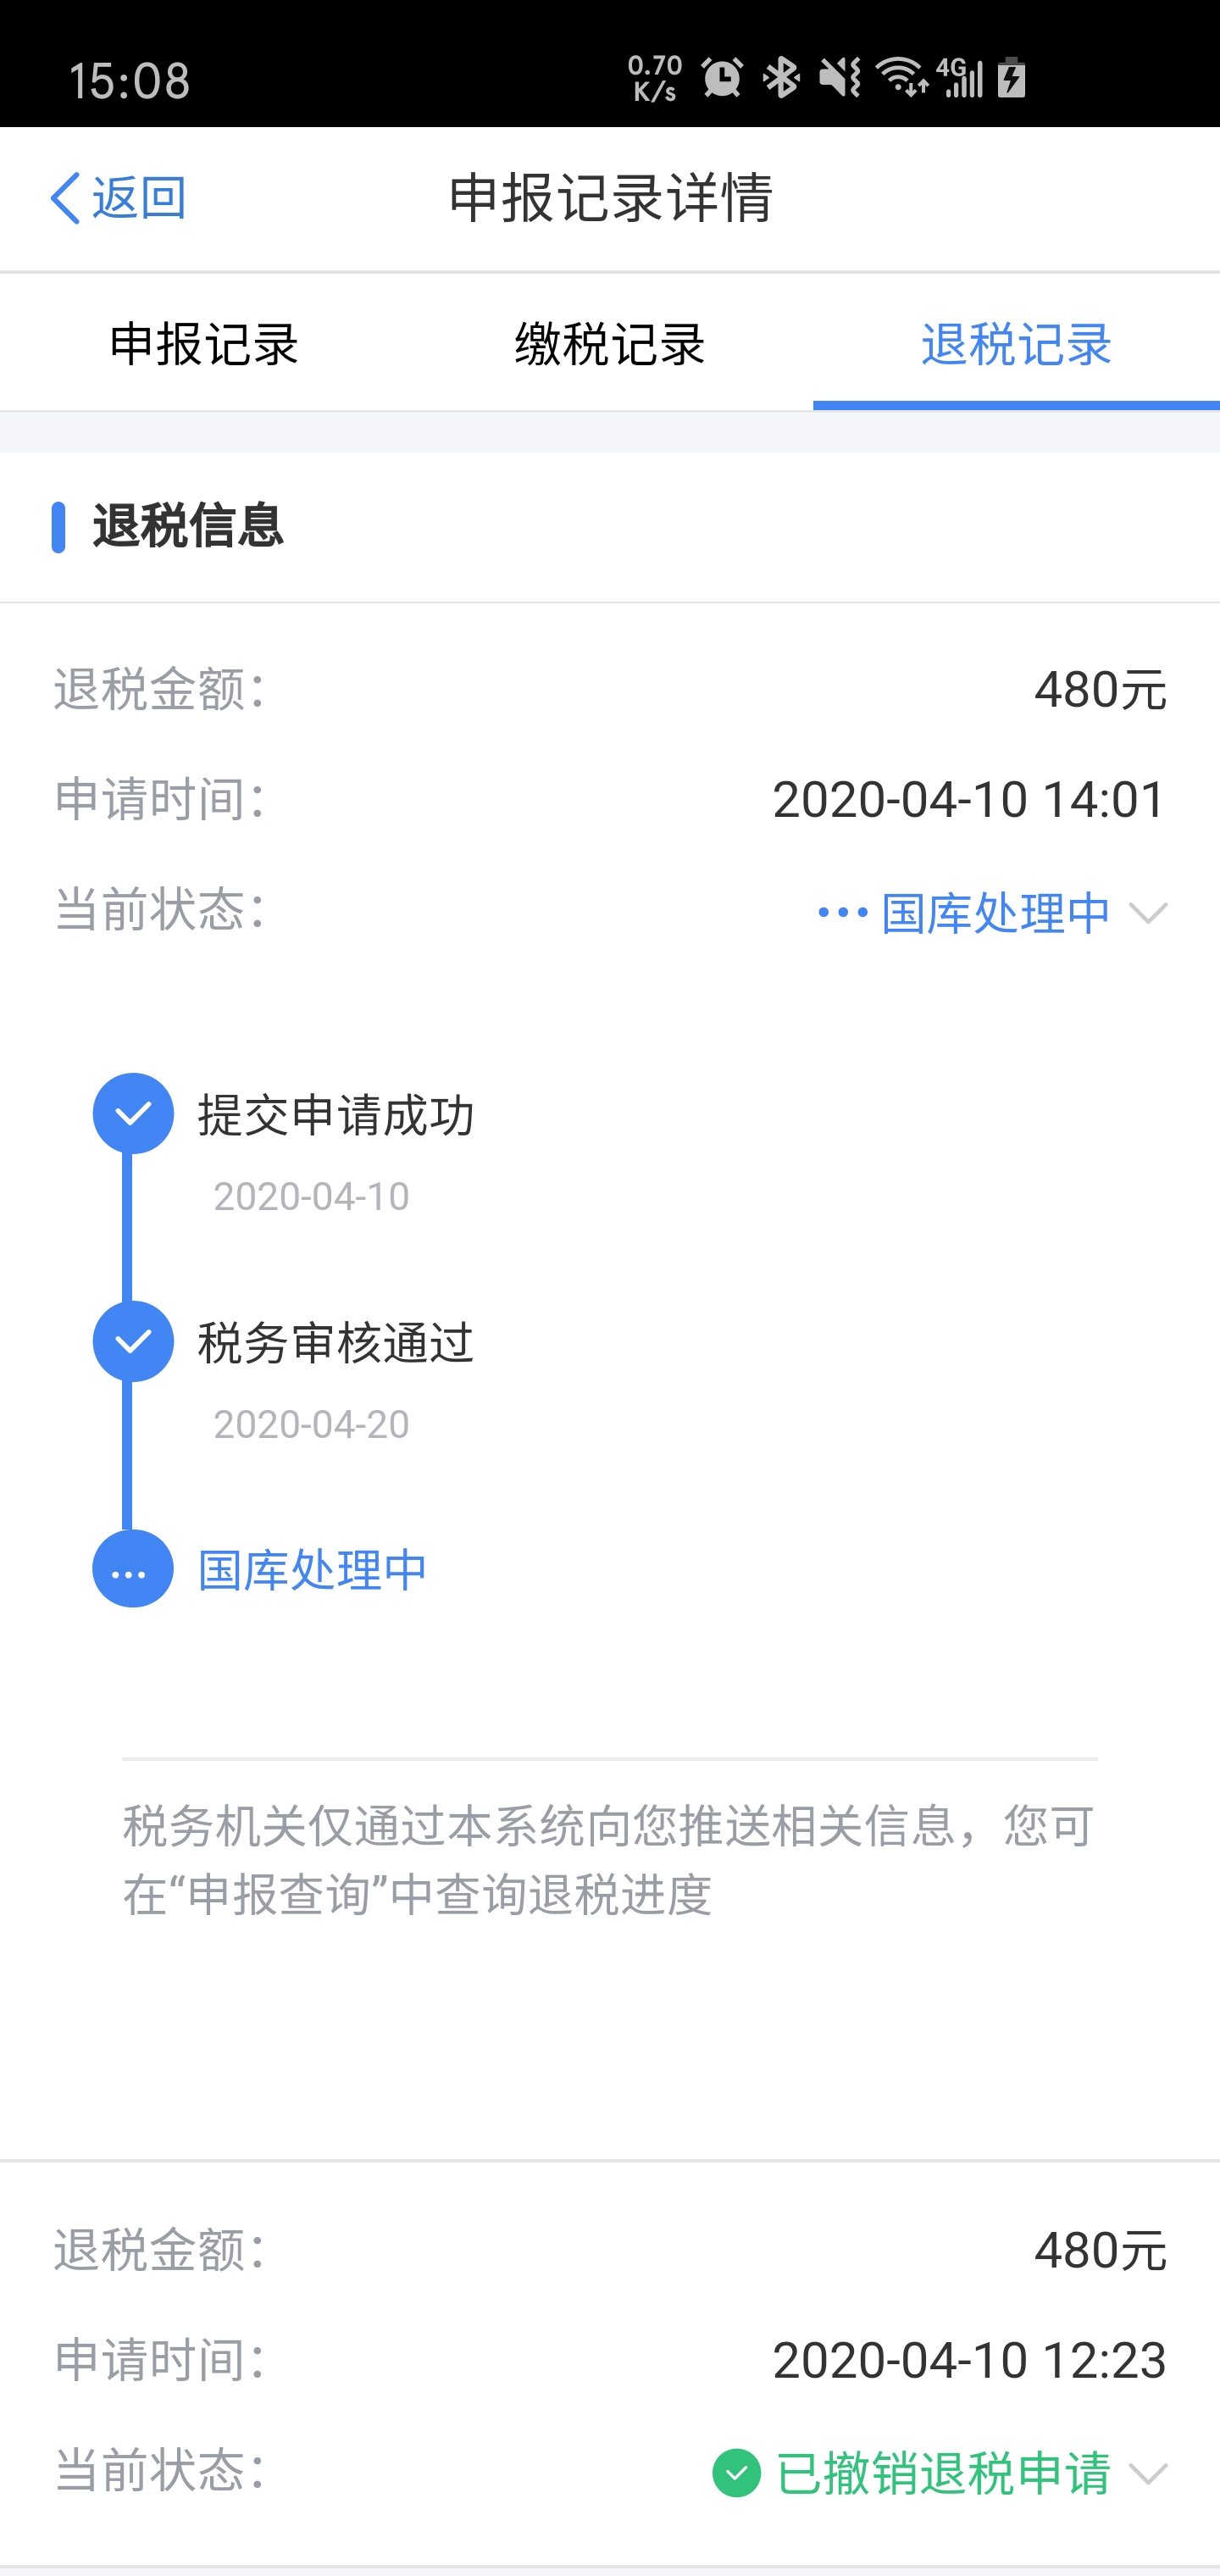 15:08
0.70
K/s
4G
返回
申报记录详情
申报记录 缴税记录 退税记录
退税信息
退税金额： 480元
申请时间： 2020-04-10 14:01
当前状态： 国库处理中
提交申请成功
2020-04-10
税务审核通过
2020-04-20
国库处理中
税务机关仅通过本系统向您推送相关信息，您可
在“申报查询”中查询退税进度
退税金额： 480元
申请时间： 2020-04-10 12:23
当前状态： 已撤销退税申请